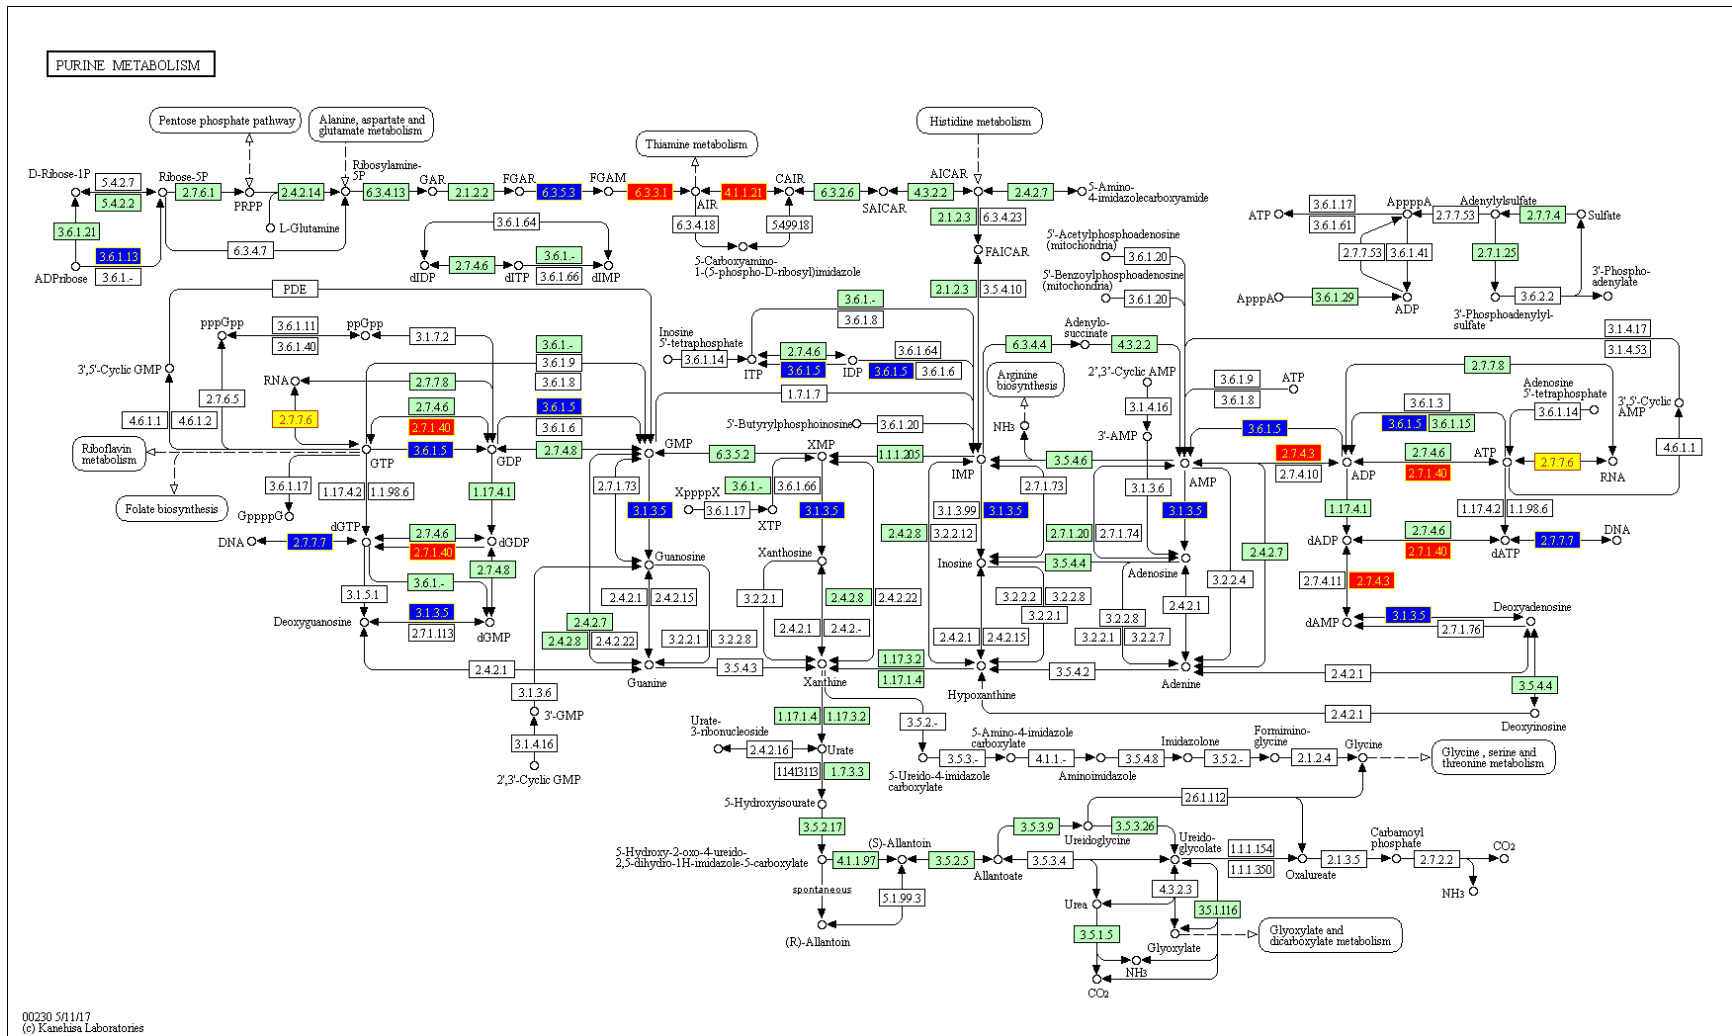 PURINE METABOLISM
Pentose phosphate pathway
Alanine, aspartate and
glutamate metabolism
Thiamine metabolism
Histidine metabolism
D-Ribose-1P
5.4.2.7
5.4.2.2
Ribose-5P
2.7.6.1
PRPP
2.4.2.14
Ribosylamine-
5P
6.3.4.13
GAR
2.1.2.2
FGAR
6.3.5.3
FGAM
6.3.3.1
AIR
4.1.1.21
CAIR
6.3.2.6
SAICAR
4.3.2.2
AICAR
2.4.2.7
5-Amino-
4-imidazolecarboxyamide
3.6.1.21
3.6.1.13
3.6.1.-
ADPribose
L-Glutamine
6.3.4.7
3.6.1.64
dIDP
2.7.4.6
dITP
3.6.1.-
3.6.1.66
dIMP
6.3.4.18
5.4.99.18
5-Carboxyamino-
1-(5-phospho-D-ribosyl)imidazole
2.1.2.3
6.3.4.23
FAICAR
2.1.2.3
3.5.4.10
5'-Acetylphosphoadenosine
(mitochondria)
3.6.1.20
5'-Benzoylphosphoadenosine
(mitochondria)
3.6.1.20
ATP
3.6.1.17
3.6.1.61
AppppA
2.7.7.53
Adenylylsulfate
2.7.7.4
Sulfate
2.7.7.53
3.6.1.41
2.7.1.25
3'-Phospho-
adenylate
ApppA
3.6.1.29
ADP
3.6.2.2
3'-Phosphoadenylyl-
sulfate
PDE
pppGpp
3.6.1.11
3.6.1.40
ppGpp
3.1.7.2
3.6.1.-
3.6.1.9
3.6.1.8
3.6.1.5
3.6.1.6
3',5'-Cyclic GMP
2.7.6.5
RNA
2.7.7.8
2.7.4.6
2.7.1.40
2.7.7.6
4.6.1.1
4.6.1.2
Riboflavin
metabolism
GTP
3.6.1.5
GDP
2.7.4.8
GMP
6.3.5.2
XMP
1.1.1.205
IMP
3.5.4.6
AMP
Inosine
5'-tetraphosphate
3.6.1.14
3.6.1.-
3.6.1.8
ITP
2.7.4.6
3.6.1.5
IDP
3.6.1.64
3.6.1.5
3.6.1.6
1.7.1.7
5'-Butyrylphosphoinosine
3.6.1.20
6.3.4.4
Adenylo-
succinate
4.3.2.2
Arginine
biosynthesis
NH3
2',3'-Cyclic AMP
3.1.4.16
3'-AMP
3.6.1.9
3.6.1.8
ATP
3.6.1.5
2.7.4.3
2.7.4.10
ADP
2.7.7.8
3.6.1.3
3.6.1.5
3.6.1.15
2.7.4.6
2.7.1.40
ATP
2.7.7.6
RNA
Adenosine
5'-tetraphosphate
3.6.1.14
3',5'-Cyclic
AMP
3.1.4.17
3.1.4.53
4.6.1.1
Folate biosynthesis
3.6.1.17
GppppG
1.17.4.2
1.1.98.6
1.17.4.1
2.7.1.73
3.1.3.5
XppppX
3.6.1.17
3.6.1.-
3.6.1.66
XTP
3.1.3.5
2.7.1.73
3.1.3.99
3.1.3.5
2.4.2.8
3.2.2.12
3.1.3.6
3.1.3.5
2.7.1.20
2.7.1.74
3.5.4.4
2.4.2.7
1.17.4.1
1.17.4.2
1.1.98.6
DNA
2.7.7.7
dGTP
2.7.4.6
2.7.1.40
dGDP
3.6.1.-
2.7.4.8
3.1.5.1
Deoxyguanosine
3.1.3.5
2.7.1.113
dGMP
Guanosine
Xanthosine
Inosine
Adenosine
dADP
2.7.4.6
2.7.1.40
dATP
2.7.7.7
DNA
2.7.4.11
2.7.4.3
dAMP
3.1.3.5
2.7.1.76
Deoxyadenosine
2.4.2.1
2.4.2.15
2.4.2.7
2.4.2.8
2.4.2.22
3.2.2.1
3.2.2.8
3.2.2.1
2.4.2.8
2.4.2.22
2.4.2.1
2.4.2.-
3.2.2.2
3.2.2.8
3.2.2.1
2.4.2.1
2.4.2.15
3.2.2.4
2.4.2.1
3.2.2.8
3.2.2.1
3.2.2.7
2.4.2.1
Guanine
3.5.4.3
Xanthine
1.17.3.2
1.17.1.4
Hypoxanthine
3.5.4.2
Adenine
2.4.2.1
3.5.4.4
2.4.2.1
Deoxyinosine
3.1.3.6
3'-GMP
3.1.4.16
2',3'-Cyclic GMP
Urate-
3-ribonucleoside
1.17.1.4
1.17.3.2
2.4.2.16
Urate
1.14.13.113
1.7.3.3
5-Hydroxyisourate
3.5.2.17
3.5.2.-
3.5.3.-
5-Ureido-4-imidazole
carboxylate
5-Amino-4-imidazole
carboxylate
4.1.1.-
Aminoimidazole
3.5.4.8
Imidazolone
3.5.2.-
Formimino-
glycine
2.1.2.4
Glycine
Glycine , serine and
threonine metabolism
2.6.1.112
5-Hydroxy-2-oxo-4-ureido-
2,5-dihydro-1H-imidazole-5-carboxylate
4.1.1.97
(S)-Allantoin
3.5.2.5
Allantoate
3.5.3.9
Ureidoglycine
3.5.3.26
Ureido-
glycolate
3.5.3.4
1.1.1.154
1.1.1.350
Oxalureate
2.1.3.5
Carbamoyl
phosphate
2.7.2.2
CO2
NH3
spontaneous
5.1.99.3
(R)-Allantoin
Urea
4.3.2.3
3.5.1.116
3.5.1.5
Glyoxylate
Glyoxylate and
dicarboxylate metabolism
NH3
CO2
00230 5/11/17
(c) Kanehisa Laboratories